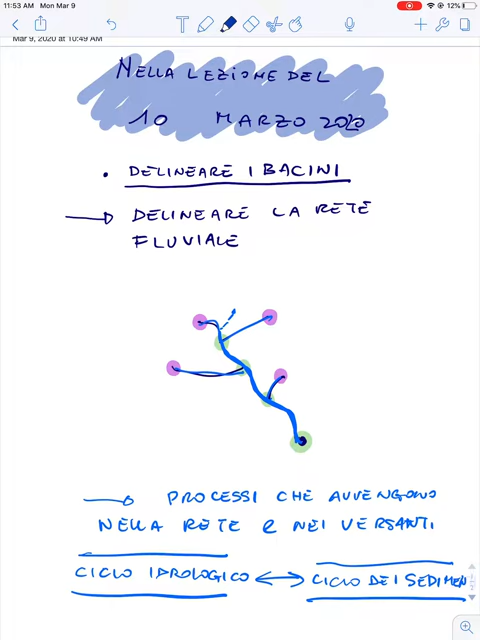 11:53 AM Mon Mar 9
12%
Mar 9, 2020 at 10:49 AM
NELLA LEZIONE DEL
10 MARZO 2020
• DELINEARE I BACINI
→ DELINEARE LA RETE
FLUVIALE
→ PROCESSI CHE AVVENGONO
NELLA RETE E NEI VERSANTI
CICLO IDROLOGICO ↔ CICLO DEI SEDIMEN